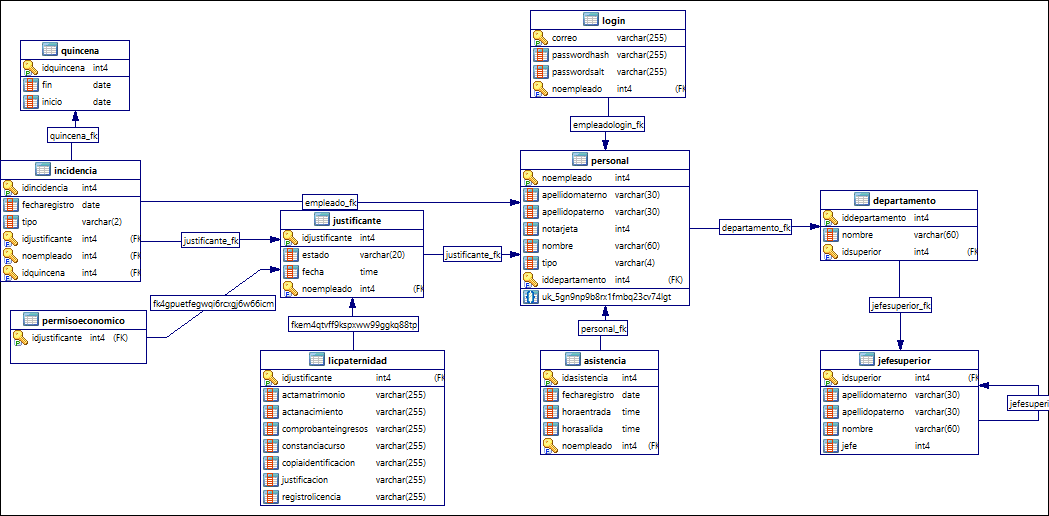 login
correo varchar(255)
passwordhash varchar(255)
passwordsalt varchar(255)
noempleado int4 (FK
quincena
idquincena int4
fin date
inicio date
quincena_fk
empleadologin_fk
incidencia
idincidencia int4
fecharegistro date
tipo varchar(2)
idjustificante int4 (FK
noempleado int4 (FK
idquincena int4 (FK
empleado_fk
justificante_fk
justificante
idjustificante int4
estado varchar(20)
fecha time
noempleado int4 (FK
justificante_fk
personal
noempleado int4
apellidomaterno varchar(30)
apellidopaterno varchar(30)
notarjeta int4
nombre varchar(60)
tipo varchar(4)
iddepartamento int4 (FK)
uk_5gn9np9b8rx1fmbq23cv74lgt
departamento_fk
departamento
iddepartamento int4
nombre varchar(60)
idsuperior int4 (FK
fk4gpuetfegwqi6rcxgj6w66icm
permisoeconomico
idjustificante int4 (FK)
fkem4qtvff9kspxww99ggkq88tp
personal_fk
jefesuperior_fk
licpaternidad
idjustificante int4 (FK
actamatrimonio varchar(255)
actanacimiento varchar(255)
comprobanteingresos varchar(255)
constanciacurso varchar(255)
copiaidentificacion varchar(255)
justificacion varchar(255)
registrolicencia varchar(255)
asistencia
idasistencia int4
fecharegistro date
horaentrada time
horasalida time
noempleado int4 (FK
jefesuperior
idsuperior int4 (FK
apellidomaterno varchar(30)
apellidopaterno varchar(30)
nombre varchar(60)
jefe int4
jefesuperi